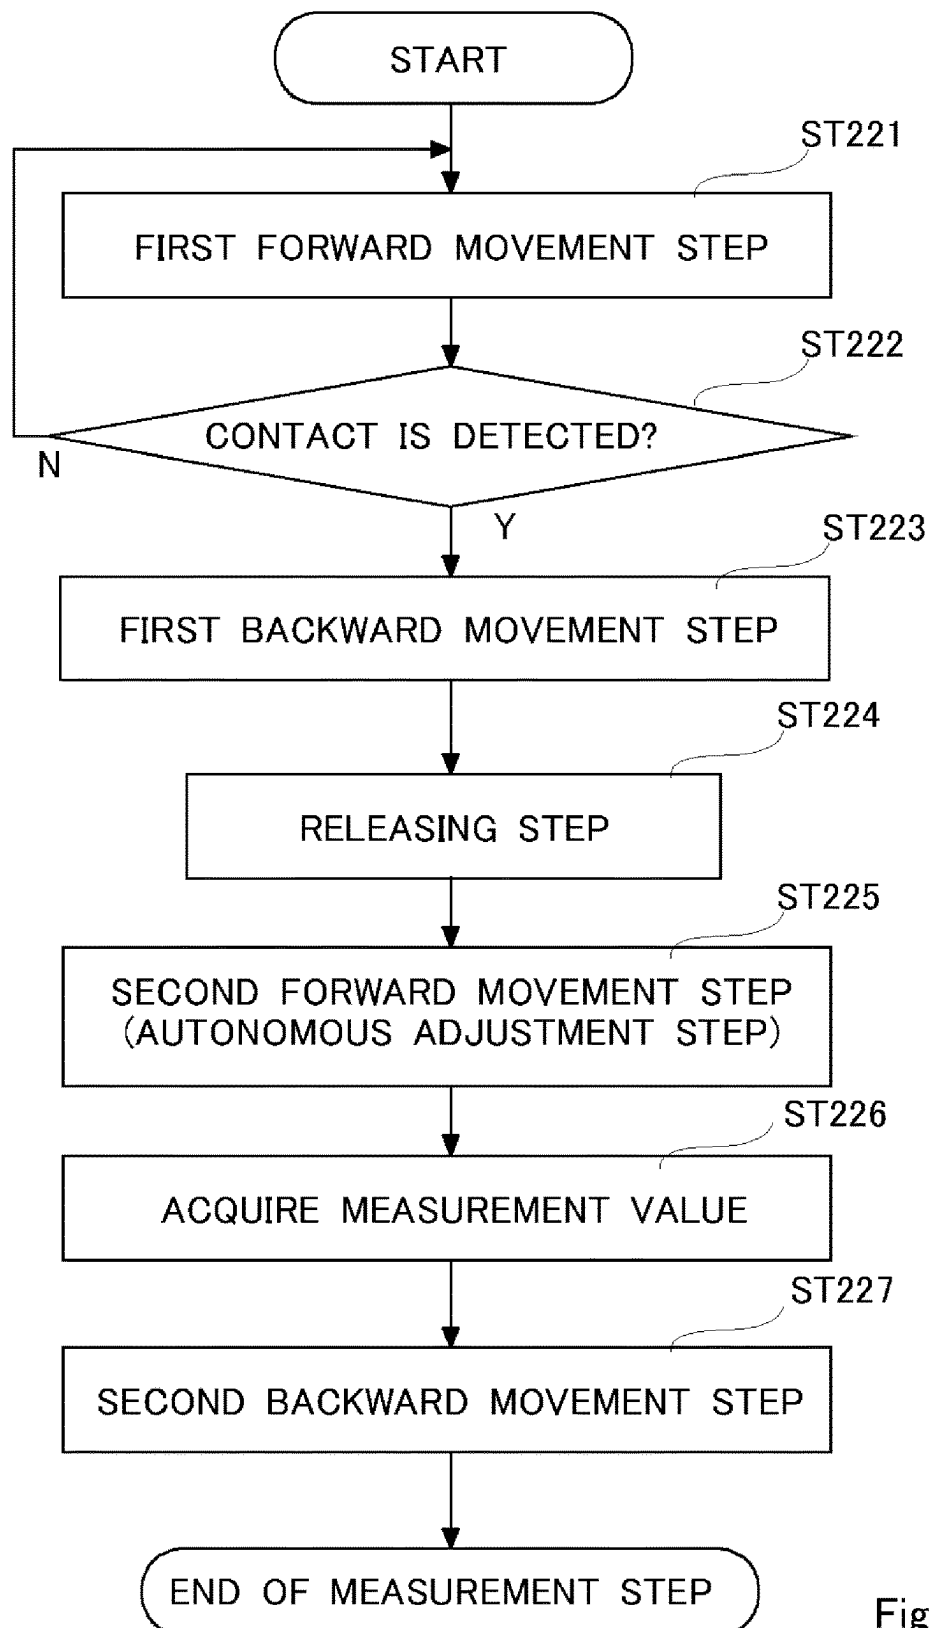 START
ST221
FIRST FORWARD MOVEMENT STEP
ST222
CONTACT IS DETECTED?
N
Y
ST223
FIRST BACKWARD MOVEMENT STEP
ST224
RELEASING STEP
ST225
SECOND FORWARD MOVEMENT STEP
(AUTONOMOUS ADJUSTMENT STEP)
ST226
ACQUIRE MEASUREMENT VALUE
ST227
SECOND BACKWARD MOVEMENT STEP
END OF MEASUREMENT STEP
Fig